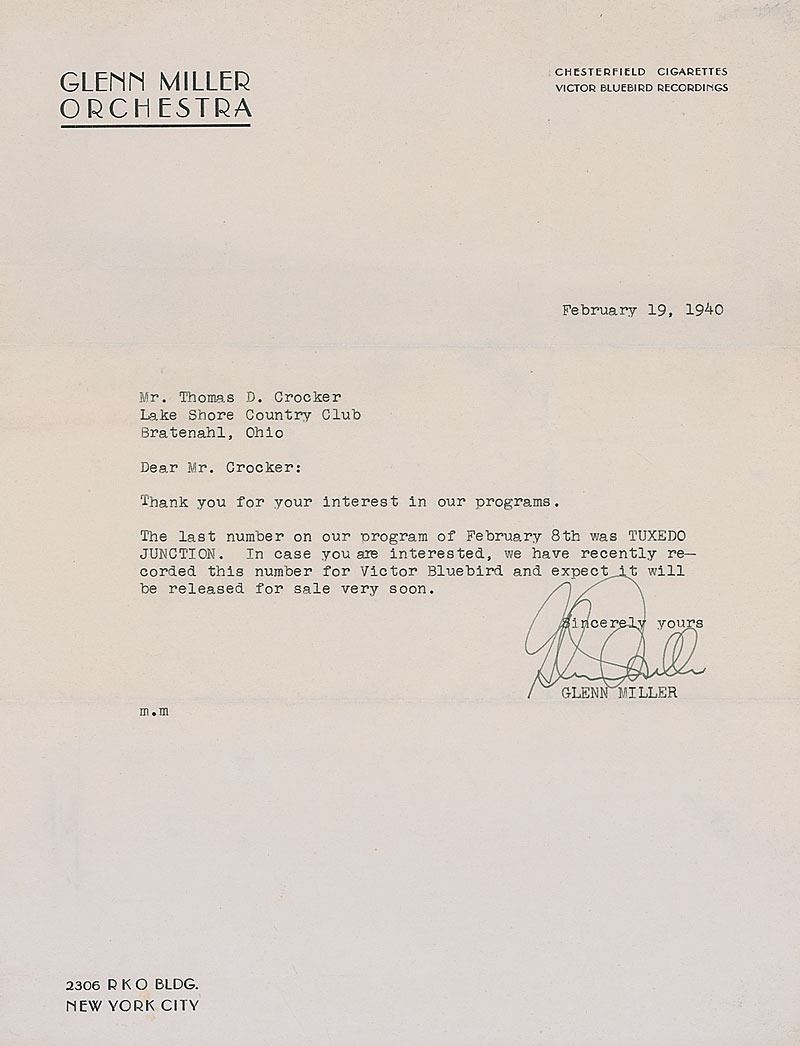 GLENN MILLER
ORCHESTRA
CHESTERFIELD CIGARETTES
VICTOR BLUEBIRD RECORDINGS
February 19, 1940
Mr. Thomas D. Crocker
Lake Shore Country Club
Bratenahl, Ohio
Dear Mr. Crocker:
Thank you for your interest in our programs.
The last number on our program of February 8th was TUXEDO
JUNCTION. In case you are interested, we have recently re-
corded this number for Victor Bluebird and expect it will
be released for sale very soon.
Sincerely yours
Glenn Miller
GLENN MILLER
m.m
2306 RKO BLDG.
NEW YORK CITY